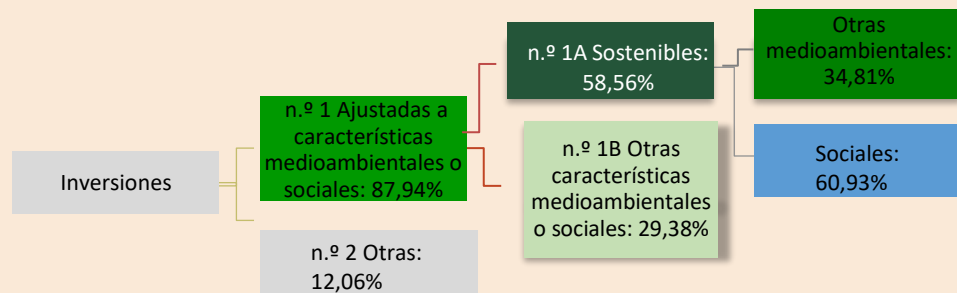 Inversiones
n.º 1 Ajustadas a
características
medioambientales o
sociales: 87,94%
n.º 2 Otras:
12,06%
n.º 1A Sostenibles:
58,56%
n.º 1B Otras
características
medioambientales
o sociales: 29,38%
Otras
medioambientales:
34,81%
Sociales:
60,93%